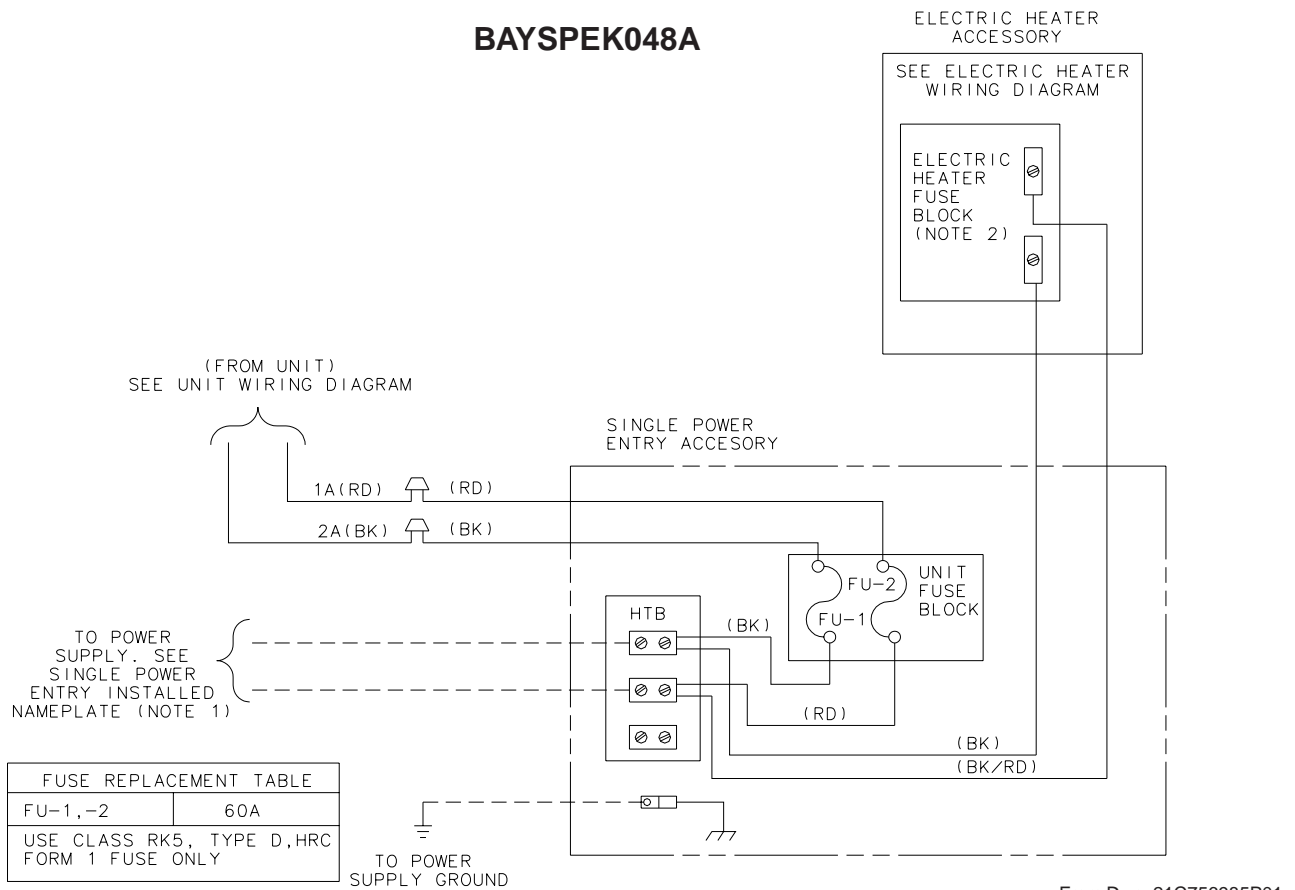 BAYSPEK048A
ELECTRIC HEATER
ACCESSORY
SEE ELECTRIC HEATER
WIRING DIAGRAM
ELECTRIC
HEATER
FUSE
BLOCK
(NOTE 2)
(FROM UNIT)
SEE UNIT WIRING DIAGRAM
SINGLE POWER
ENTRY ACCESORY
1A(RD)
(RD)
2A(BK)
(BK)
UNIT
FUSE
BLOCK
FU-2
FU-1
HTB
(BK)
(RD)
(BK)
(BK/RD)
TO POWER
SUPPLY. SEE
SINGLE POWER
ENTRY INSTALLED
NAMEPLATE (NOTE 1)
FUSE REPLACEMENT TABLE
FU-1,-2 60A
USE CLASS RK5, TYPE D,HRC
FORM 1 FUSE ONLY
TO POWER
SUPPLY GROUND